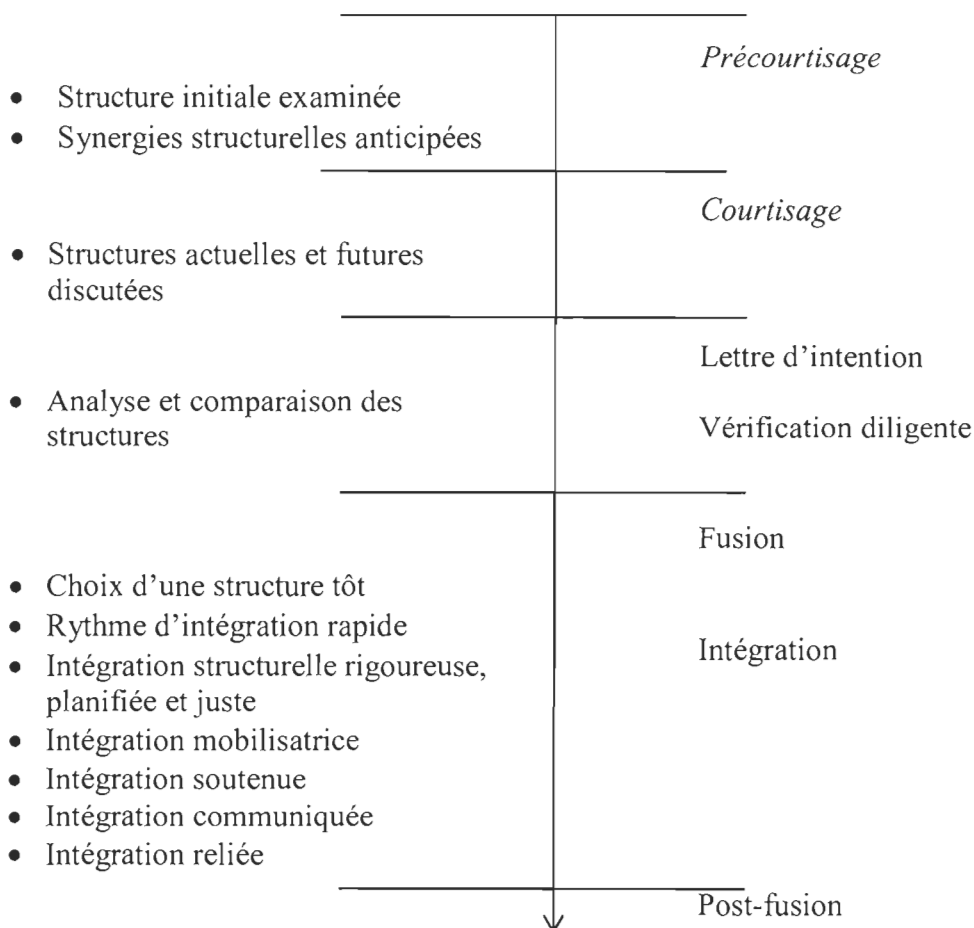 Précourtisage
• Structure initiale examinée
• Synergies structurelles anticipées
Courtisage
• Structures actuelles et futures
discutées
Lettre d'intention
• Analyse et comparaison des
structures
Vérification diligente
Fusion
• Choix d'une structure tôt
• Rythme d'intégration rapide
Intégration
• Intégration structurelle rigoureuse,
planifiée et juste
• Intégration mobilisatrice
• Intégration soutenue
• Intégration communiquée
• Intégration reliée
Post-fusion